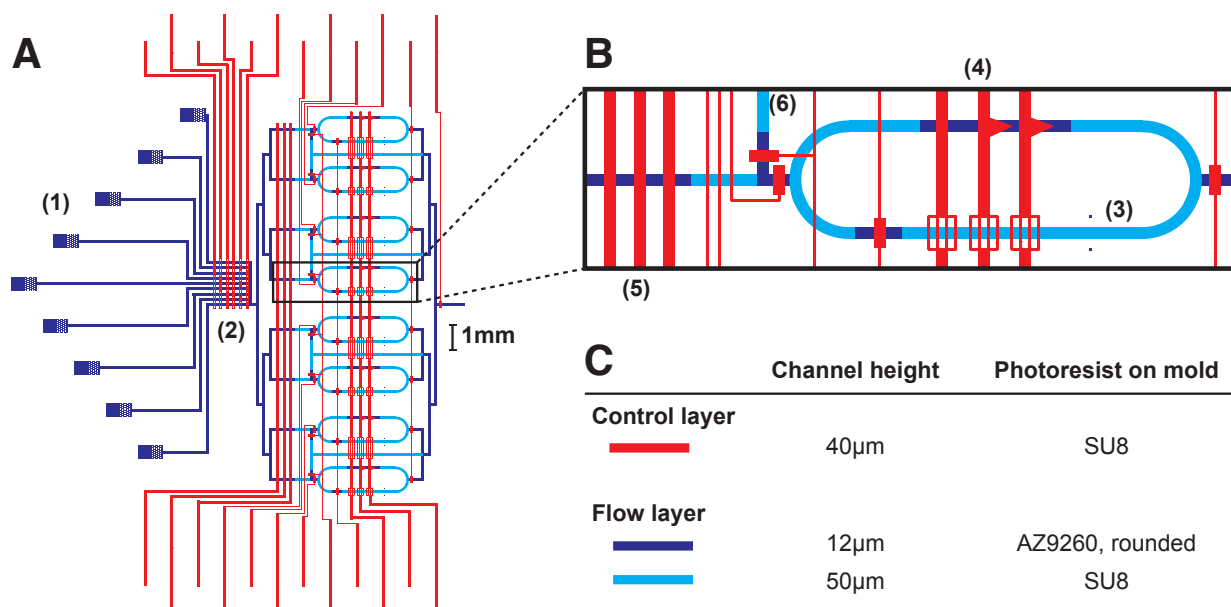 A
(1)
(2)
1mm
B
(4)
(6)
(3)
(5)
C
Channel height Photoresist on mold
Control layer
40µm SU8
Flow layer
12µm AZ9260, rounded
50µm SU8